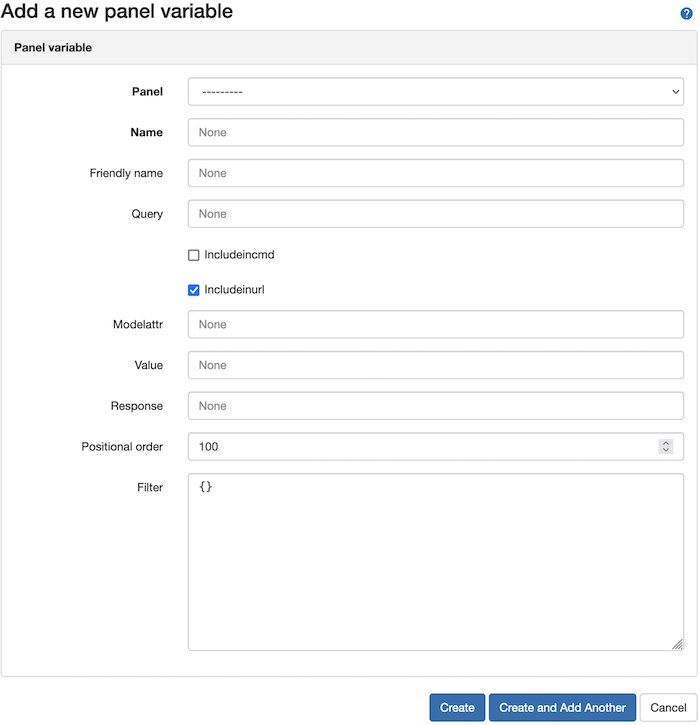 Add a new panel variable
?
Panel variable
Panel
---------
Name
None
Friendly name
None
Query
None
Includeincmd
Includeinurl
Modelattr
None
Value
None
Response
None
Positional order
100
Filter
{}
Create
Create and Add Another
Cancel